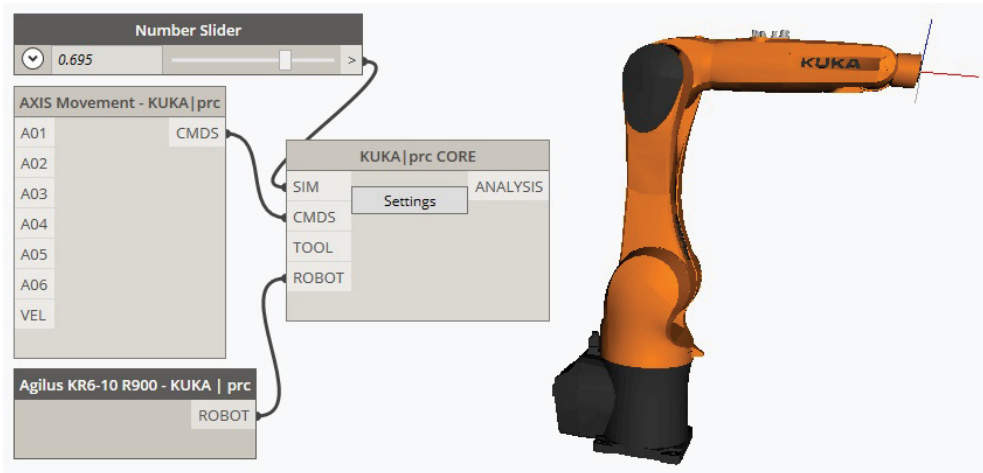 Number Slider
0.695
>
AXIS Movement - KUKA|prc
A01
CMDS
A02
A03
A04
A05
A06
VEL
KUKA|prc CORE
SIM
ANALYSIS
Settings
CMDS
TOOL
ROBOT
Agilus KR6-10 R900 - KUKA | prc
ROBOT
KUKA